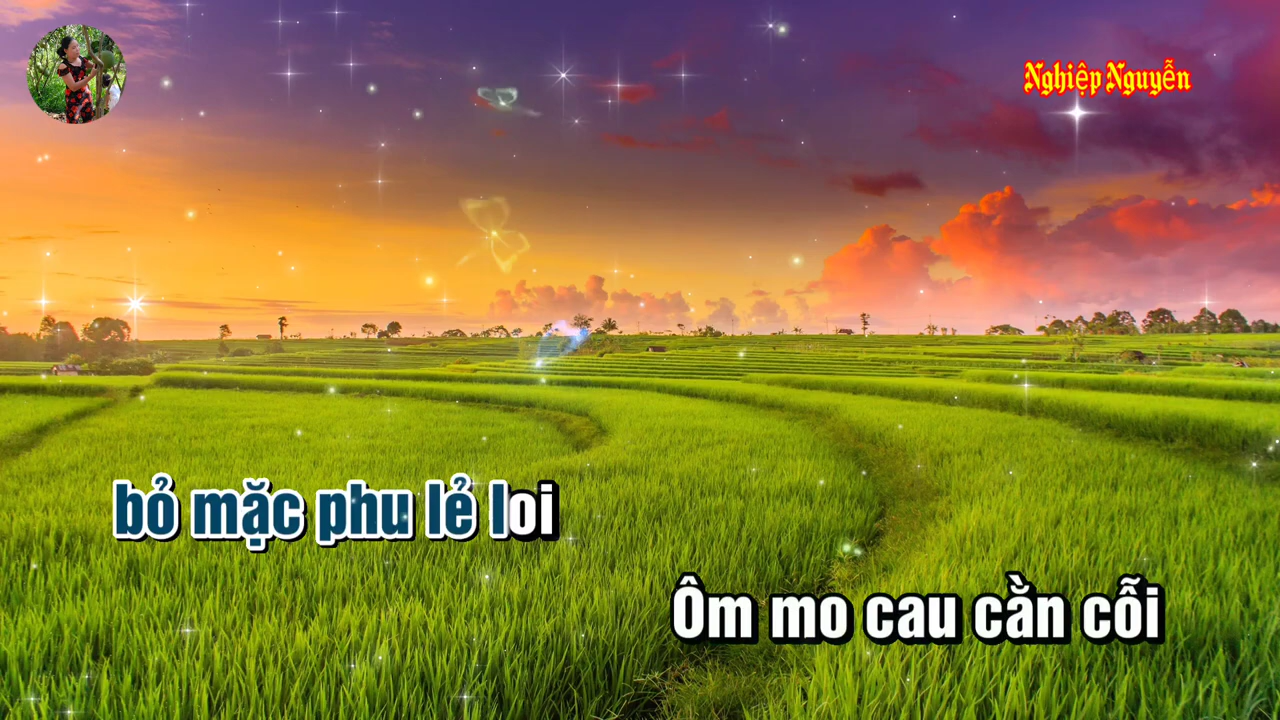 Nghiệp Nguyễn
bỏ mặc phu lẻ loi
Ôm mo cau cằn cỗi